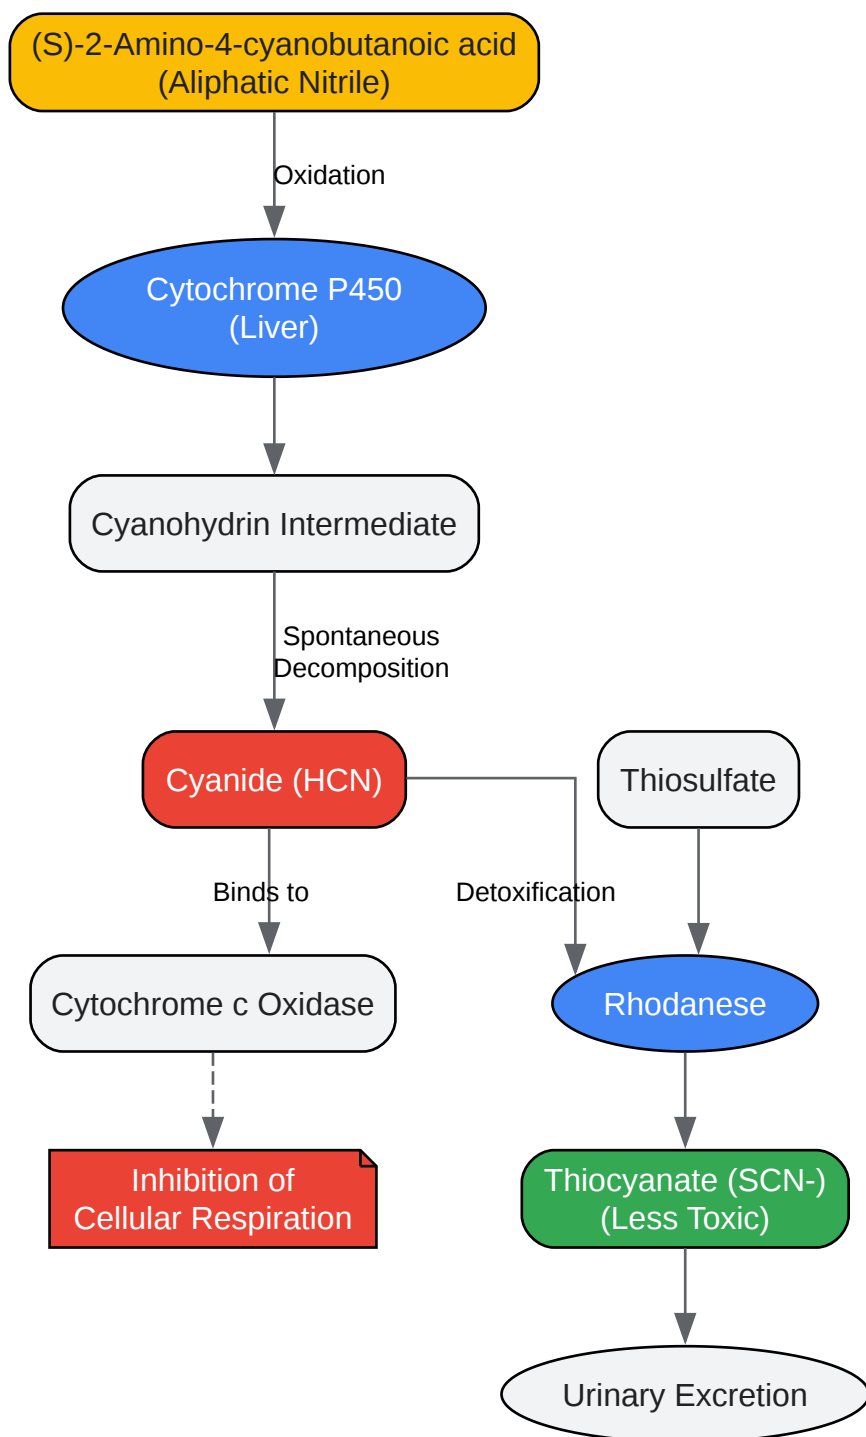 (S)-2-Amino-4-cyanobutanoic acid
(Aliphatic Nitrile)
Oxidation
Cytochrome P450
(Liver)
Cyanohydrin Intermediate
Spontaneous
Decomposition
Cyanide (HCN)
Thiosulfate
Binds to
Detoxification
Cytochrome c Oxidase
Rhodanese
Inhibition of
Cellular Respiration
Thiocyanate (SCN-)
(Less Toxic)
Urinary Excretion